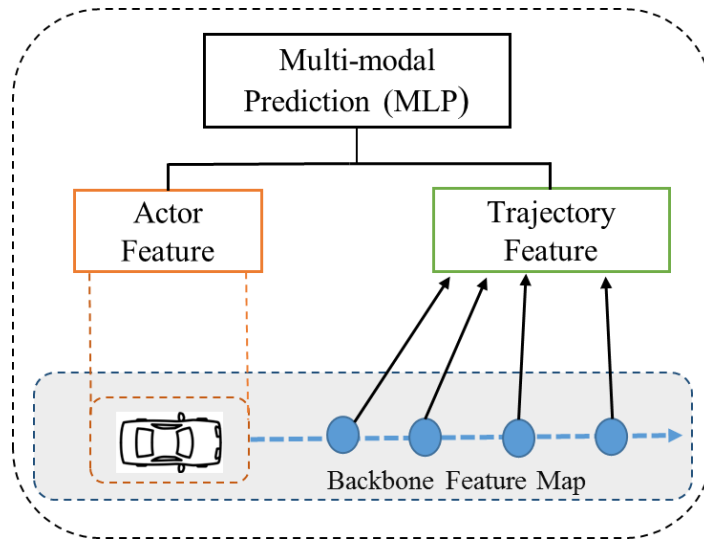 Multi-modal
Prediction (MLP)
Actor
Feature
Trajectory
Feature
Backbone Feature Map